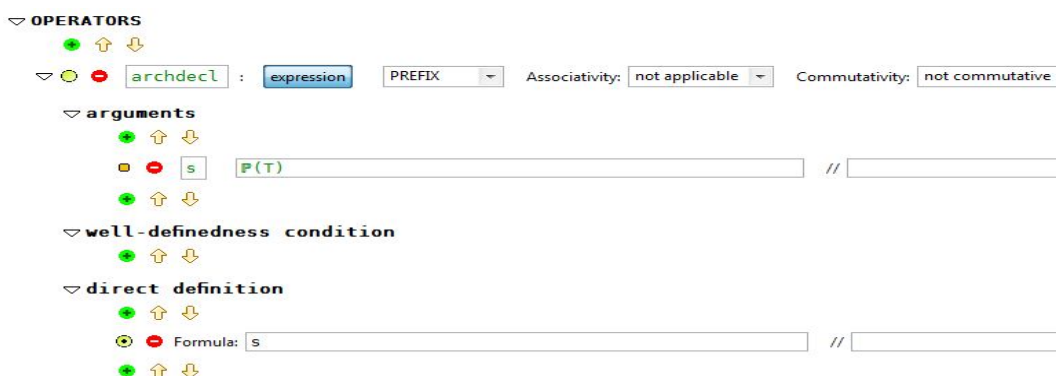 OPERATORS
archdecl : expression PREFIX Associativity: not applicable Commutativity: not commutative
arguments
s ℙ(T) //
well-definedness condition
direct definition
Formula: s //